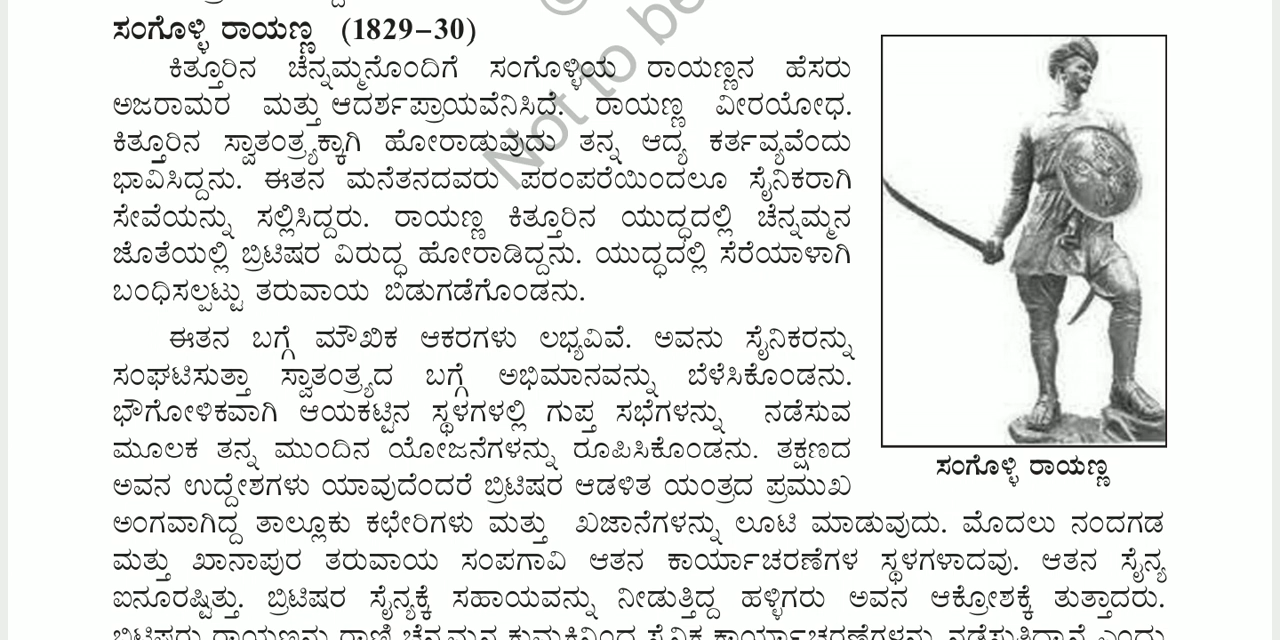 ಸಂಗೊಳ್ಳಿ ರಾಯಣ್ಣ (1829–30)
ಕಿತ್ತೂರಿನ ಚೆನ್ನಮ್ಮನೊಂದಿಗೆ ಸಂಗೊಳ್ಳಿಯ ರಾಯಣ್ಣನ ಹೆಸರು
ಅಜರಾಮರ ಮತ್ತು ಆದರ್ಶಪ್ರಾಯವೆನಿಸಿದೆ. ರಾಯಣ್ಣ ವೀರಯೋಧ.
ಕಿತ್ತೂರಿನ ಸ್ವಾತಂತ್ರ್ಯಕ್ಕಾಗಿ ಹೋರಾಡುವುದು ತನ್ನ ಆದ್ಯ ಕರ್ತವ್ಯವೆಂದು
ಭಾವಿಸಿದ್ದನು. ಈತನ ಮನೆತನದವರು ಪರಂಪರೆಯಿಂದಲೂ ಸೈನಿಕರಾಗಿ
ಸೇವೆಯನ್ನು ಸಲ್ಲಿಸಿದ್ದರು. ರಾಯಣ್ಣ ಕಿತ್ತೂರಿನ ಯುದ್ಧದಲ್ಲಿ ಚೆನ್ನಮ್ಮನ
ಜೊತೆಯಲ್ಲಿ ಬ್ರಿಟಿಷರ ವಿರುದ್ಧ ಹೋರಾಡಿದ್ದನು. ಯುದ್ಧದಲ್ಲಿ ಸೆರೆಯಾಳಾಗಿ
ಬಂಧಿಸಲ್ಪಟ್ಟು ತರುವಾಯ ಬಿಡುಗಡೆಗೊಂಡನು.
ಈತನ ಬಗ್ಗೆ ಮೌಖಿಕ ಆಕರಗಳು ಲಭ್ಯವಿವೆ. ಅವನು ಸೈನಿಕರನ್ನು
ಸಂಘಟಿಸುತ್ತಾ ಸ್ವಾತಂತ್ರ್ಯದ ಬಗ್ಗೆ ಅಭಿಮಾನವನ್ನು ಬೆಳೆಸಿಕೊಂಡನು.
ಭೌಗೋಳಿಕವಾಗಿ ಆಯಕಟ್ಟಿನ ಸ್ಥಳಗಳಲ್ಲಿ ಗುಪ್ತ ಸಭೆಗಳನ್ನು ನಡೆಸುವ
ಮೂಲಕ ತನ್ನ ಮುಂದಿನ ಯೋಜನೆಗಳನ್ನು ರೂಪಿಸಿಕೊಂಡನು. ತಕ್ಷಣದ
ಅವನ ಉದ್ದೇಶಗಳು ಯಾವುದೆಂದರೆ ಬ್ರಿಟಿಷರ ಆಡಳಿತ ಯಂತ್ರದ ಪ್ರಮುಖ
ಅಂಗವಾಗಿದ್ದ ತಾಲ್ಲೂಕು ಕಛೇರಿಗಳು ಮತ್ತು ಖಜಾನೆಗಳನ್ನು ಲೂಟಿ ಮಾಡುವುದು. ಮೊದಲು ನಂದಗಡ
ಮತ್ತು ಖಾನಾಪುರ ತರುವಾಯ ಸಂಪಗಾವಿ ಆತನ ಕಾರ್ಯಾಚರಣೆಗಳ ಸ್ಥಳಗಳಾದವು. ಆತನ ಸೈನ್ಯ
ಐನೂರಷ್ಟಿತ್ತು. ಬ್ರಿಟಿಷರ ಸೈನ್ಯಕ್ಕೆ ಸಹಾಯವನ್ನು ನೀಡುತ್ತಿದ್ದ ಹಳ್ಳಿಗರು ಅವನ ಆಕ್ರೋಶಕ್ಕೆ ತುತ್ತಾದರು.
ಸಂಗೊಳ್ಳಿ ರಾಯಣ್ಣ
© Not to be